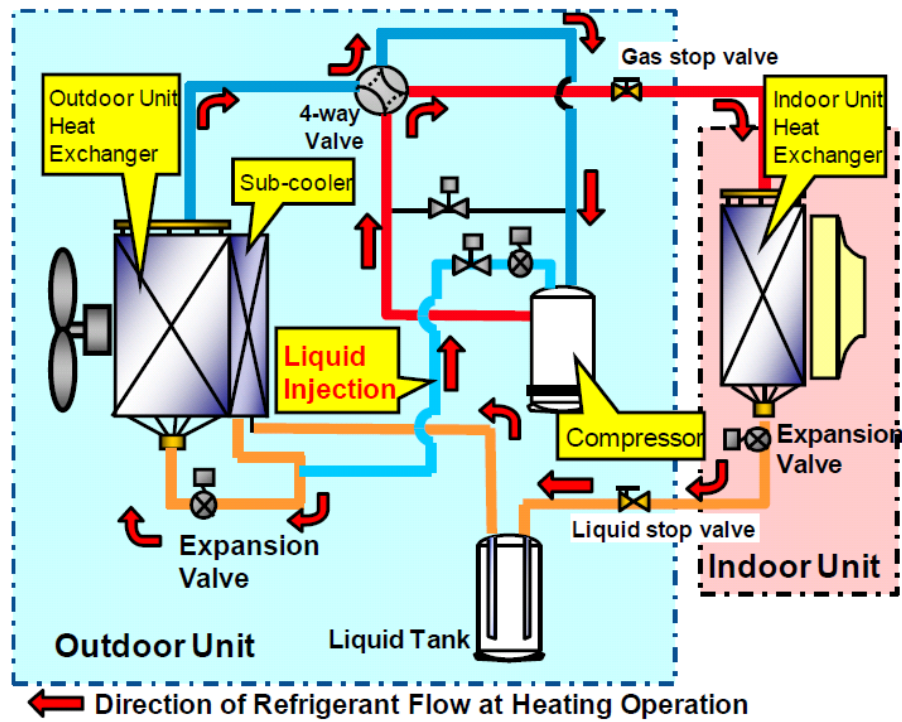 Gas stop valve
Outdoor Unit
Heat
Exchanger
4-way
Valve
Indoor Unit
Heat
Exchanger
Sub-cooler
Liquid
Injection
Compressor
Expansion
Valve
Liquid stop valve
Expansion
Valve
Indoor Unit
Outdoor Unit
Liquid Tank
Direction of Refrigerant Flow at Heating Operation